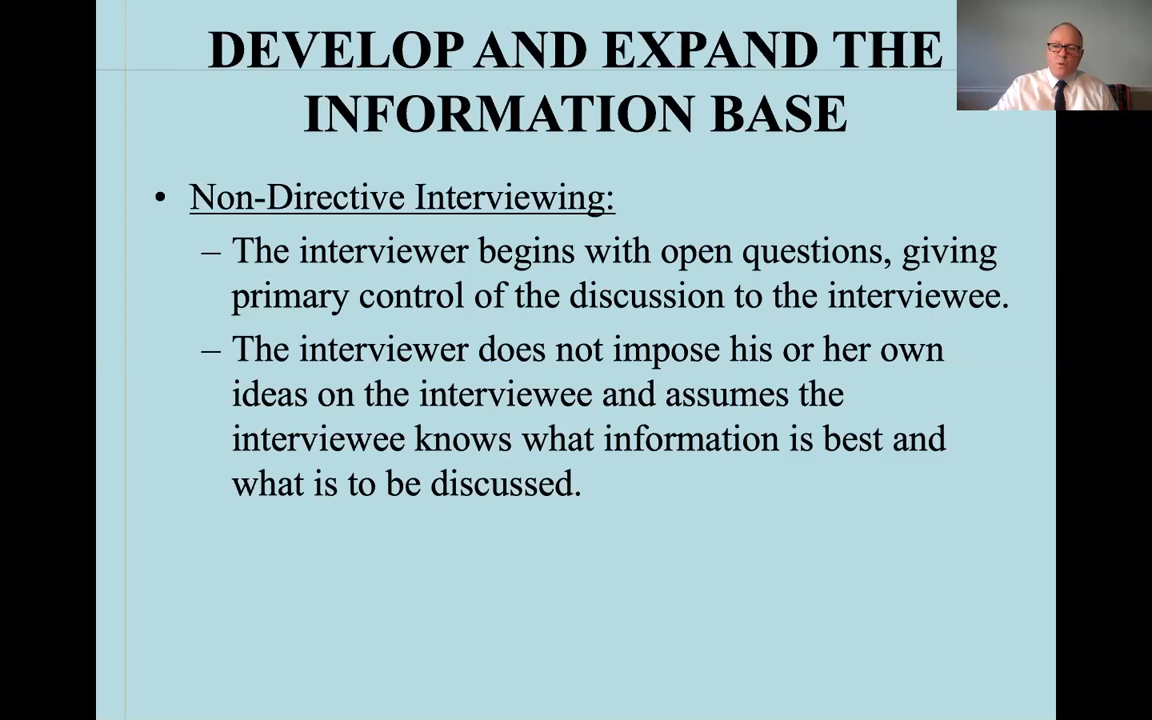 DEVELOP AND EXPAND THE
INFORMATION BASE
• Non-Directive Interviewing:
– The interviewer begins with open questions, giving
primary control of the discussion to the interviewee.
– The interviewer does not impose his or her own
ideas on the interviewee and assumes the
interviewee knows what information is best and
what is to be discussed.